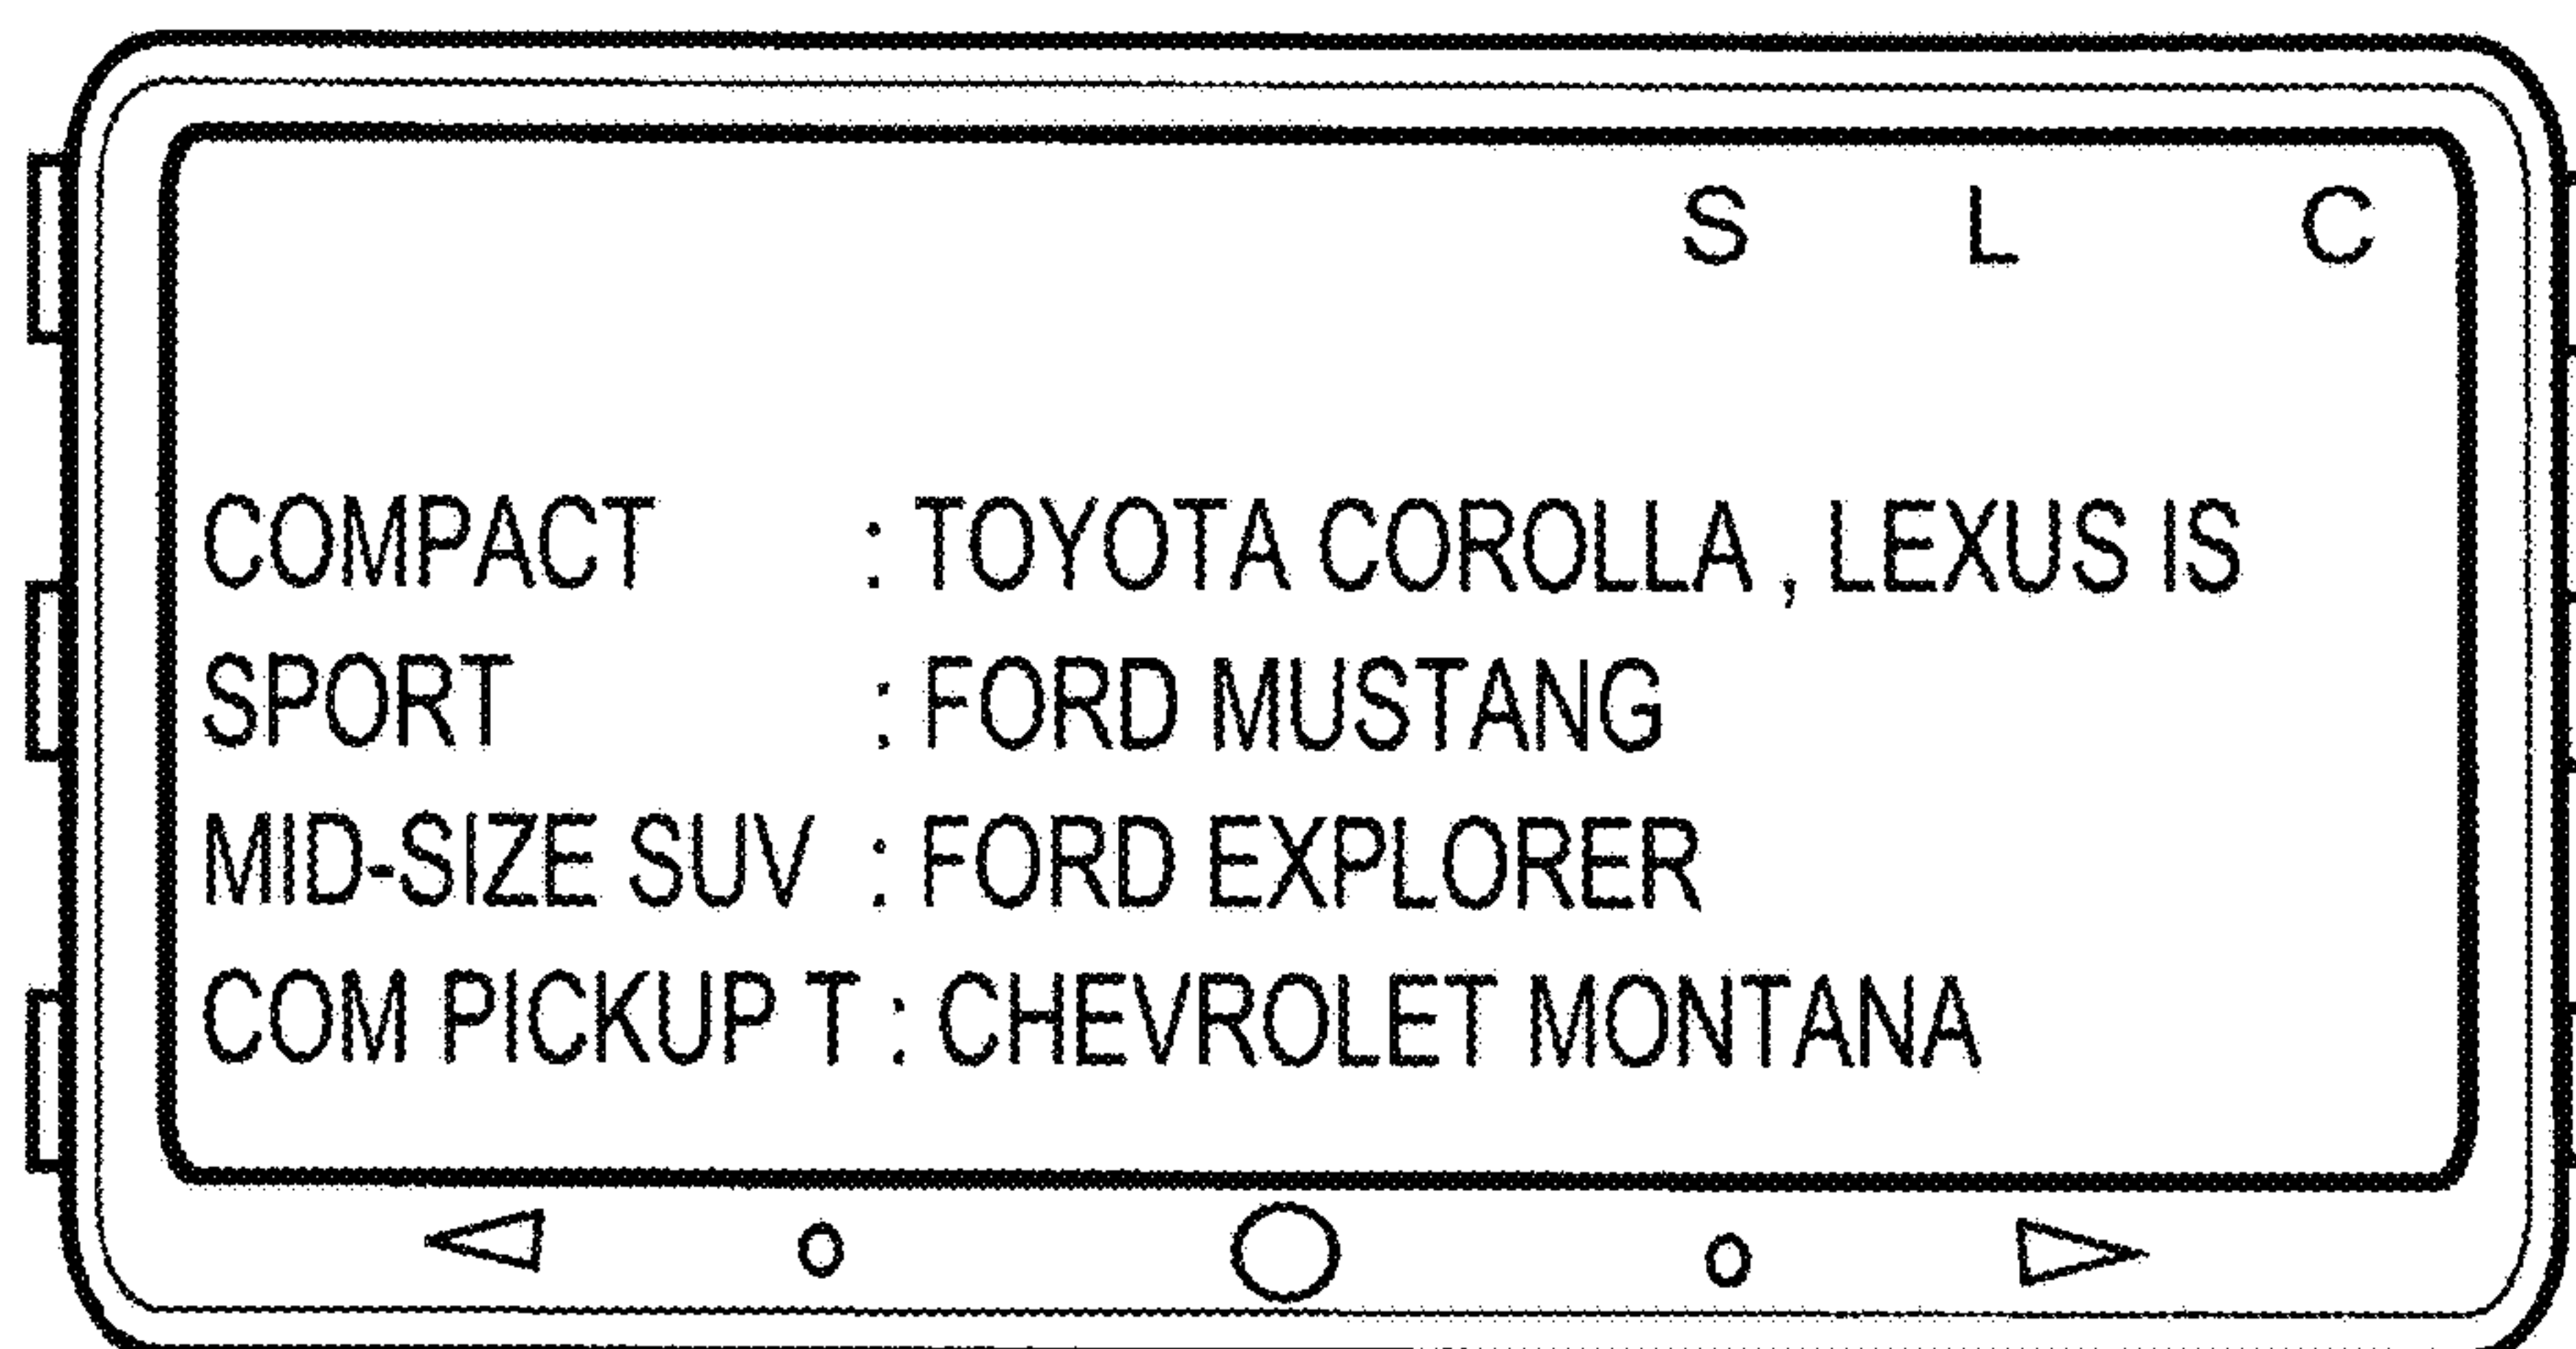 S L C
COMPACT : TOYOTA COROLLA , LEXUS IS
SPORT : FORD MUSTANG
MID-SIZE SUV : FORD EXPLORER
COM PICKUP T : CHEVROLET MONTANA